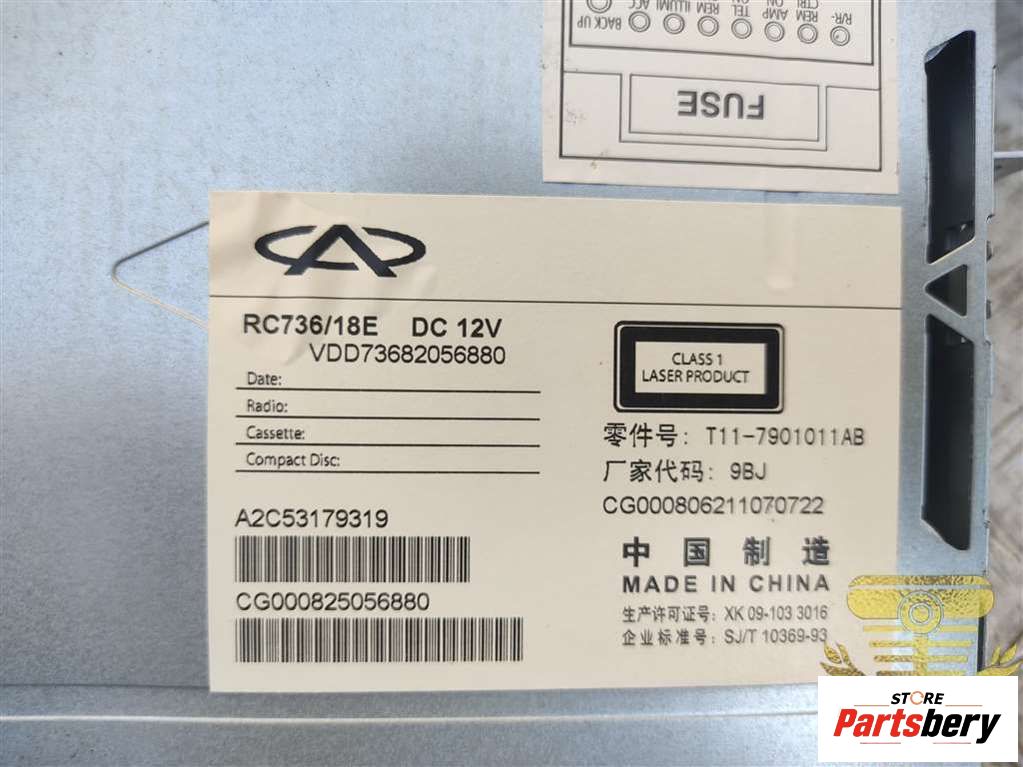 BACK UP
ACC
ILLUMI
REM
TEL ON
AMP ON
REM CTRL
R/R-
FUSE
RC736/18E DC 12V
VDD73682056880
Date:
Radio:
Cassette:
Compact Disc:
CLASS 1
LASER PRODUCT
零件号: T11-7901011AB
厂家代码: 9BJ
CG000806211070722
A2C53179319
中国制造
MADE IN CHINA
CG000825056880
生产许可证号: XK 09-103 3016
企业标准号: SJ/T 10369-93
STORE
Partsbery